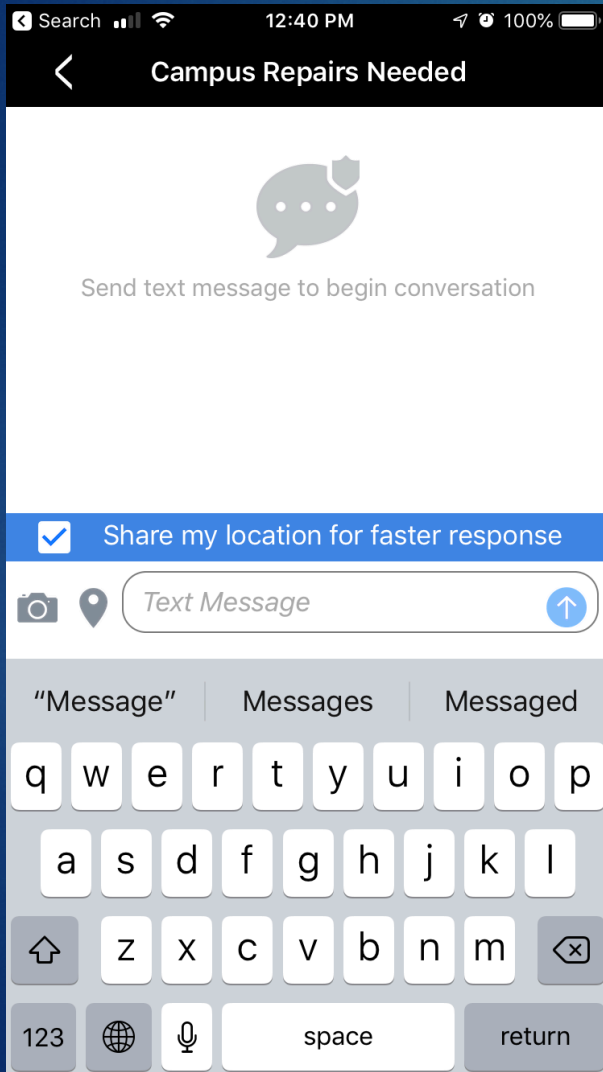 Search 12:40 PM 100%
Campus Repairs Needed
Send text message to begin conversation
Share my location for faster response
Text Message
“Message” Messages Messaged
q w e r t y u i o p
a s d f g h j k l
z x c v b n m
123 space return